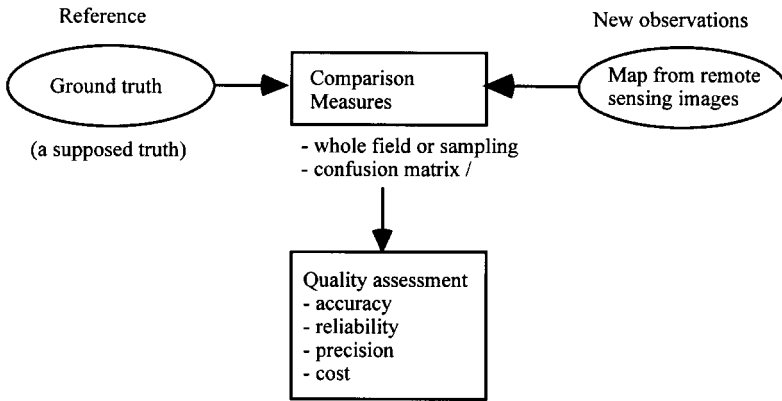 Reference
New observations
Ground truth
Comparison
Measures
Map from remote
sensing images
(a supposed truth)
- whole field or sampling
- confusion matrix /
Quality assessment
- accuracy
- reliability
- precision
- cost